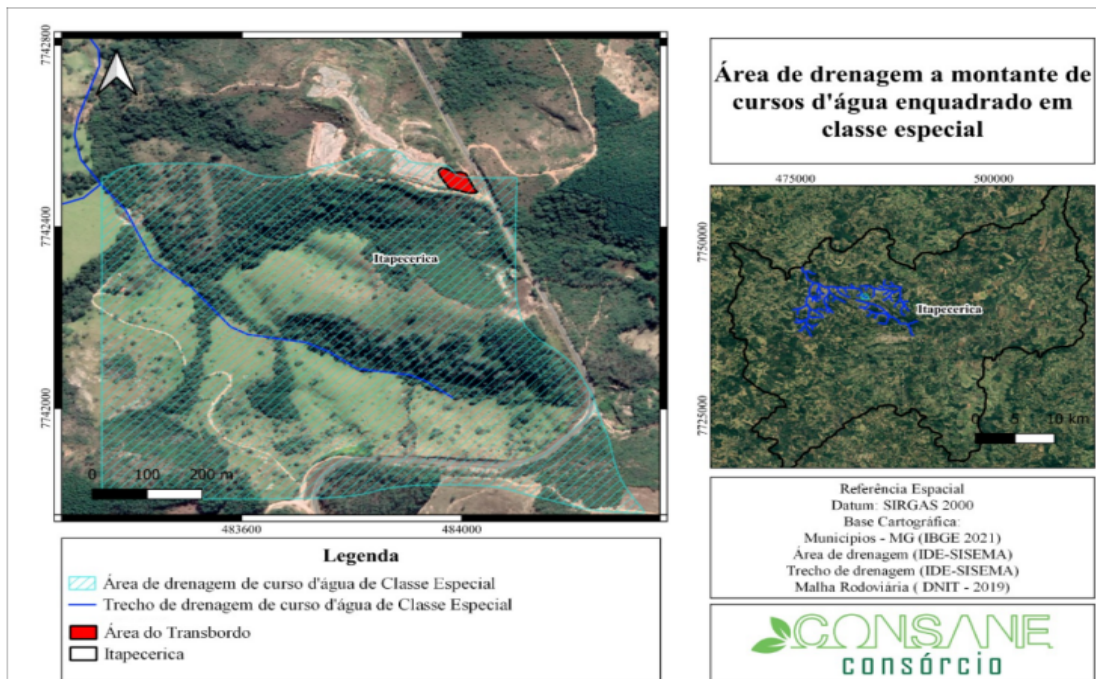 7742800
7742400
7742000
483600
484000
Itapecerica
0 100 200 m
Área de drenagem a montante de
cursos d'água enquadrado em
classe especial
475000
500000
7750000
7725000
Itapecerica
0 5 10 km
Legenda
Área de drenagem de curso d'água de Classe Especial
Trecho de drenagem de curso d'água de Classe Especial
Área do Transbordo
Itapecerica
Referência Espacial
Datum: SIRGAS 2000
Base Cartográfica:
Municipios - MG (IBGE 2021)
Área de drenagem (IDE-SISEMA)
Trecho de drenagem (IDE-SISEMA)
Malha Rodoviária ( DNIT - 2019)
CONSANE
consórcio